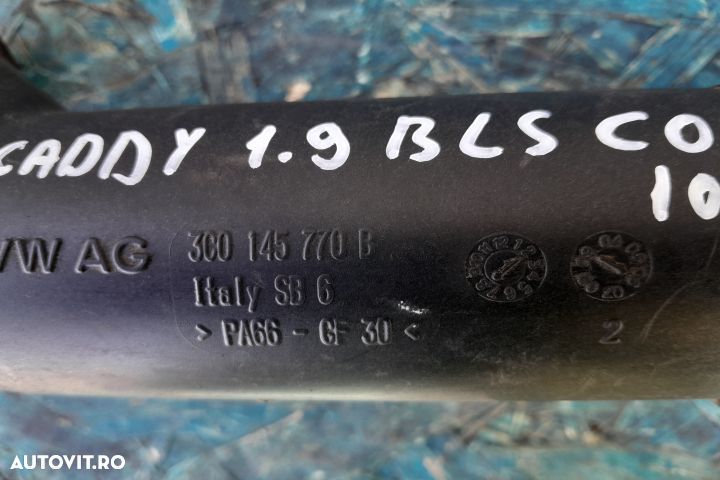 CADDY 1.9 BLS CO
10
VW AG
3C0 145 770 B
Italy SB 6
> PA66 - GF 30 <
2
AUTOVIT.RO